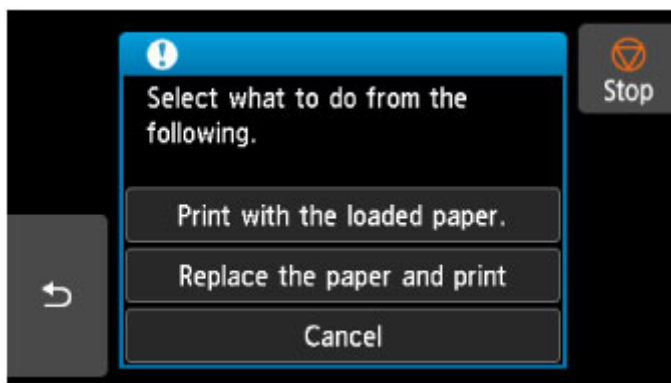 Select what to do from the
following.
Stop
Print with the loaded paper.
Replace the paper and print
Cancel